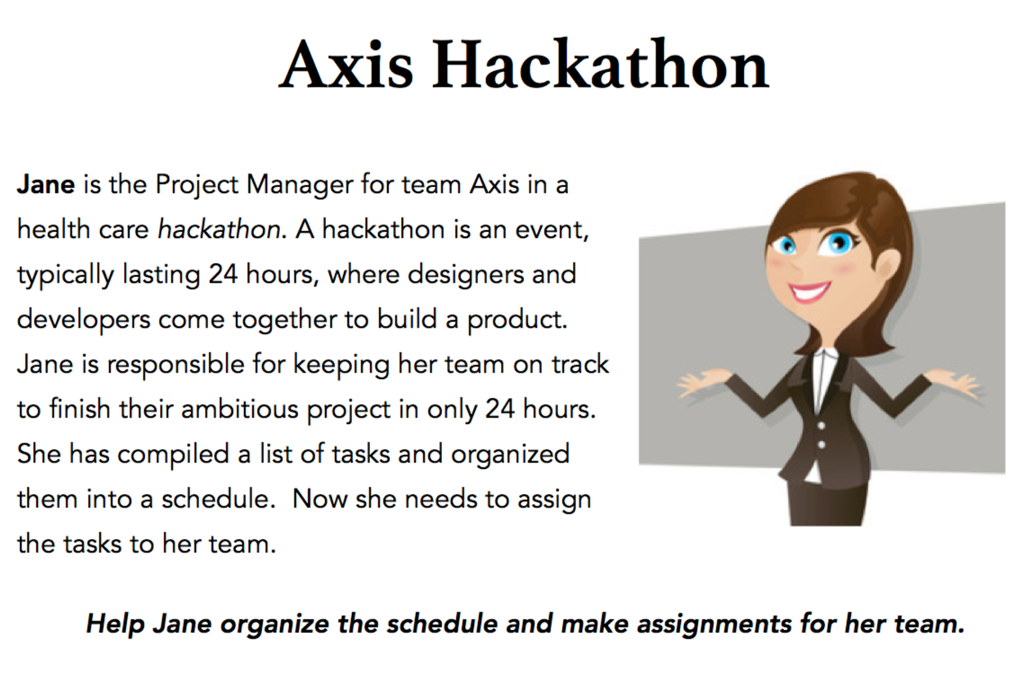 Axis Hackathon
Jane is the Project Manager for team Axis in a
health care hackathon. A hackathon is an event,
typically lasting 24 hours, where designers and
developers come together to build a product.
Jane is responsible for keeping her team on track
to finish their ambitious project in only 24 hours.
She has compiled a list of tasks and organized
them into a schedule.  Now she needs to assign
the tasks to her team.
Help Jane organize the schedule and make assignments for her team.